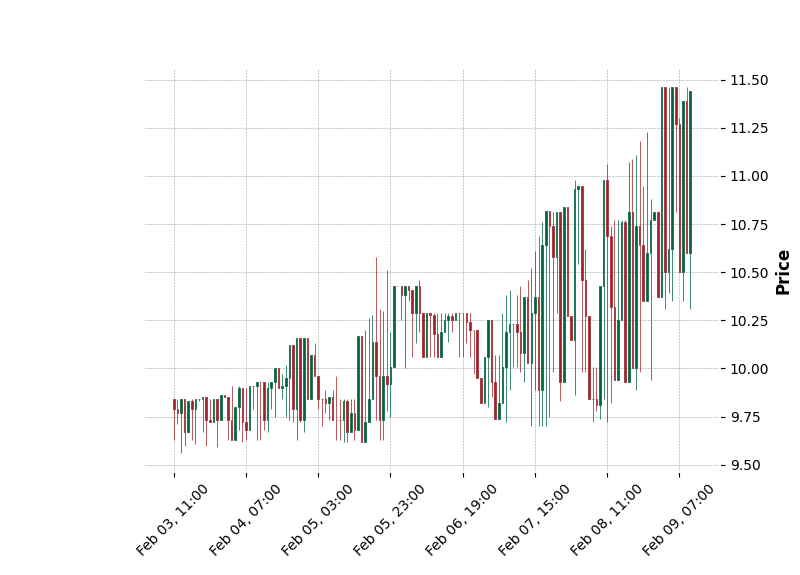 11.50
11.25
11.00
10.75
10.50
10.25
10.00
9.75
9.50
Price
Feb 03, 11:00
Feb 04, 07:00
Feb 05, 03:00
Feb 05, 23:00
Feb 06, 19:00
Feb 07, 15:00
Feb 08, 11:00
Feb 09, 07:00